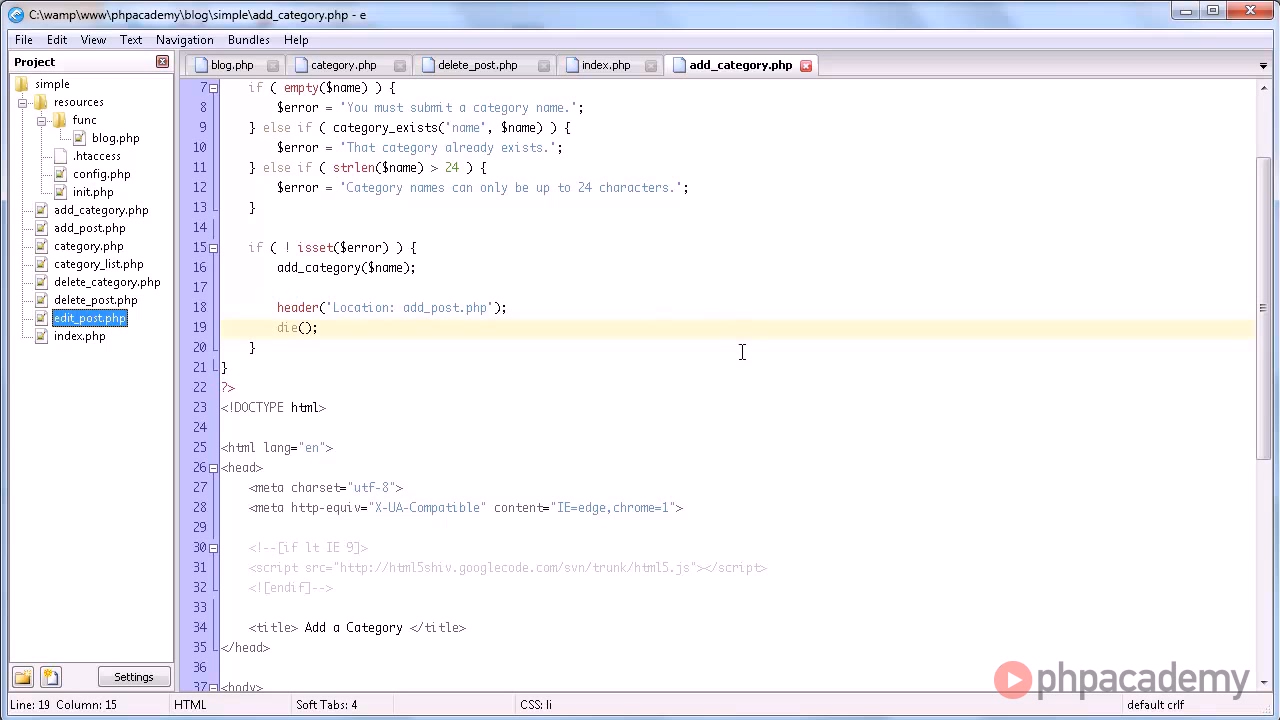 C:\wamp\www\phpacademy\blog\simple\add_category.php - e
File Edit View Text Navigation Bundles Help
Project
simple
resources
func
blog.php
.htaccess
config.php
init.php
add_category.php
add_post.php
category.php
category_list.php
delete_category.php
delete_post.php
edit_post.php
index.php
Settings
blog.php category.php delete_post.php index.php add_category.php
7 if ( empty($name) ) {
8 $error = 'You must submit a category name.';
9 } else if ( category_exists('name', $name) ) {
10 $error = 'That category already exists.';
11 } else if ( strlen($name) > 24 ) {
12 $error = 'Category names can only be up to 24 characters.';
13 }
14
15 if ( ! isset($error) ) {
16 add_category($name);
17
18 header('Location: add_post.php');
19 die();
20 }
21 }
22 ?>
23 <!DOCTYPE html>
24
25 <html lang="en">
26 <head>
27 <meta charset="utf-8">
28 <meta http-equiv="X-UA-Compatible" content="IE=edge,chrome=1">
29
30 <!--[if lt IE 9]>
31 <script src="http://html5shiv.googlecode.com/svn/trunk/html5.js"></script>
32 <![endif]-->
33
34 <title> Add a Category </title>
35 </head>
36
37 <body>
phpacademy
Line: 19 Column: 15 HTML Soft Tabs: 4 CSS: li default crlf